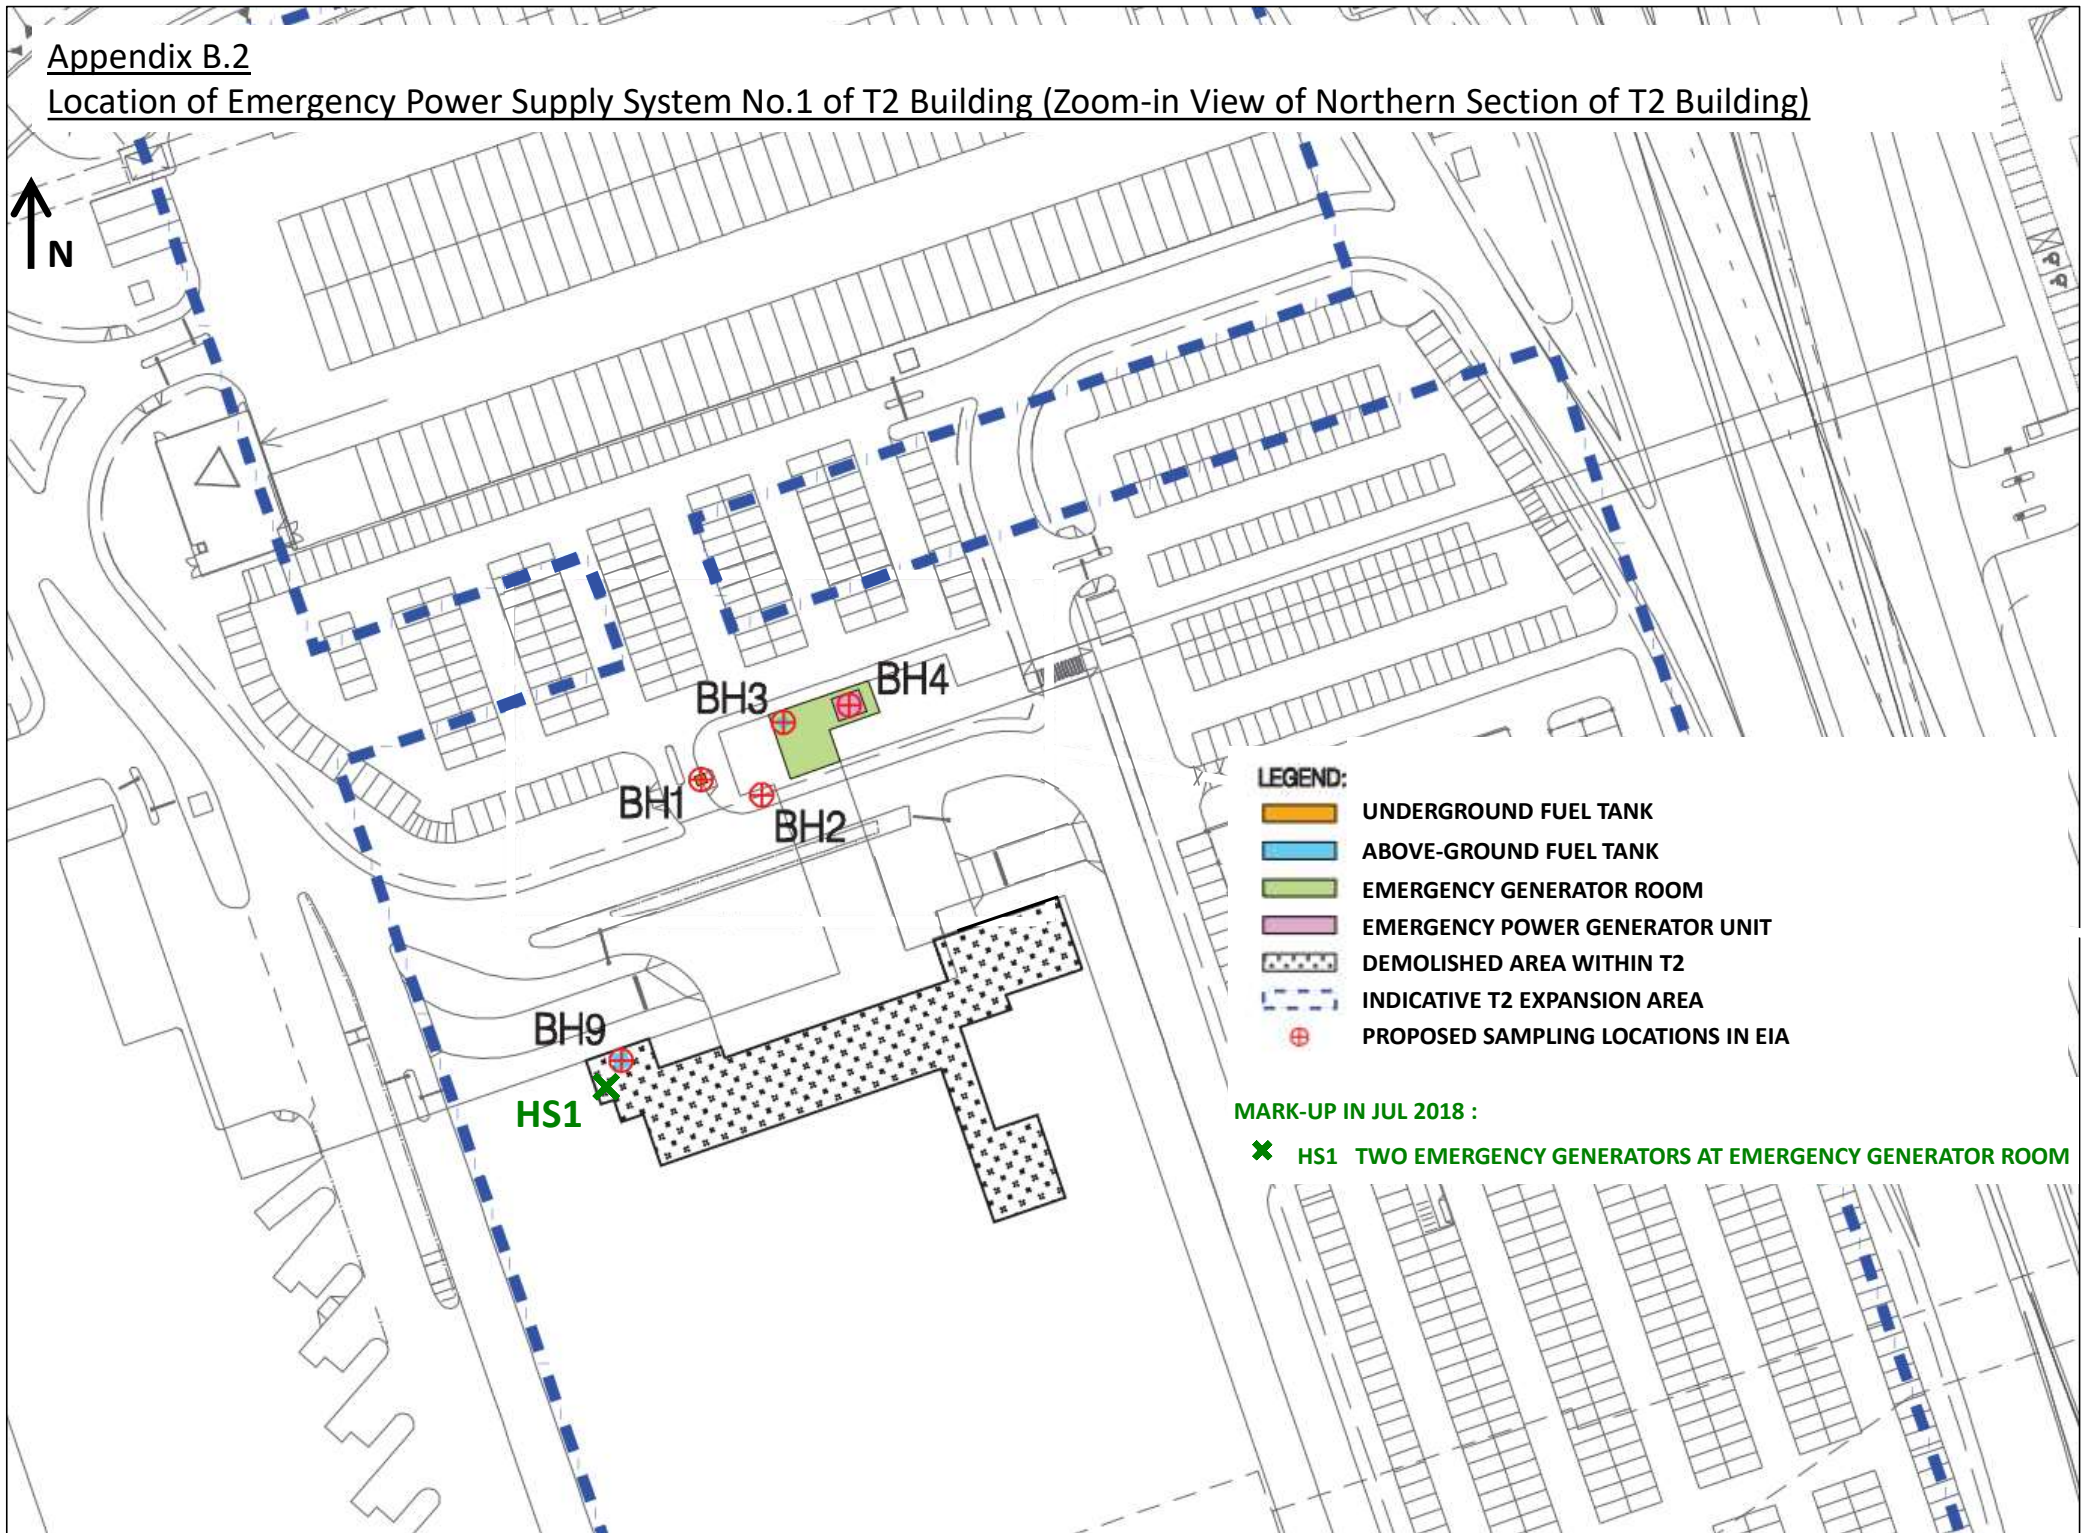 Appendix B.2
Location of Emergency Power Supply System No.1 of T2 Building (Zoom-in View of Northern Section of T2 Building)
N
BH3
BH4
BH1
BH2
BH9
HS1
LEGEND:
UNDERGROUND FUEL TANK
ABOVE-GROUND FUEL TANK
EMERGENCY GENERATOR ROOM
EMERGENCY POWER GENERATOR UNIT
DEMOLISHED AREA WITHIN T2
INDICATIVE T2 EXPANSION AREA
PROPOSED SAMPLING LOCATIONS IN EIA
MARK-UP IN JUL 2018 :
HS1 TWO EMERGENCY GENERATORS AT EMERGENCY GENERATOR ROOM